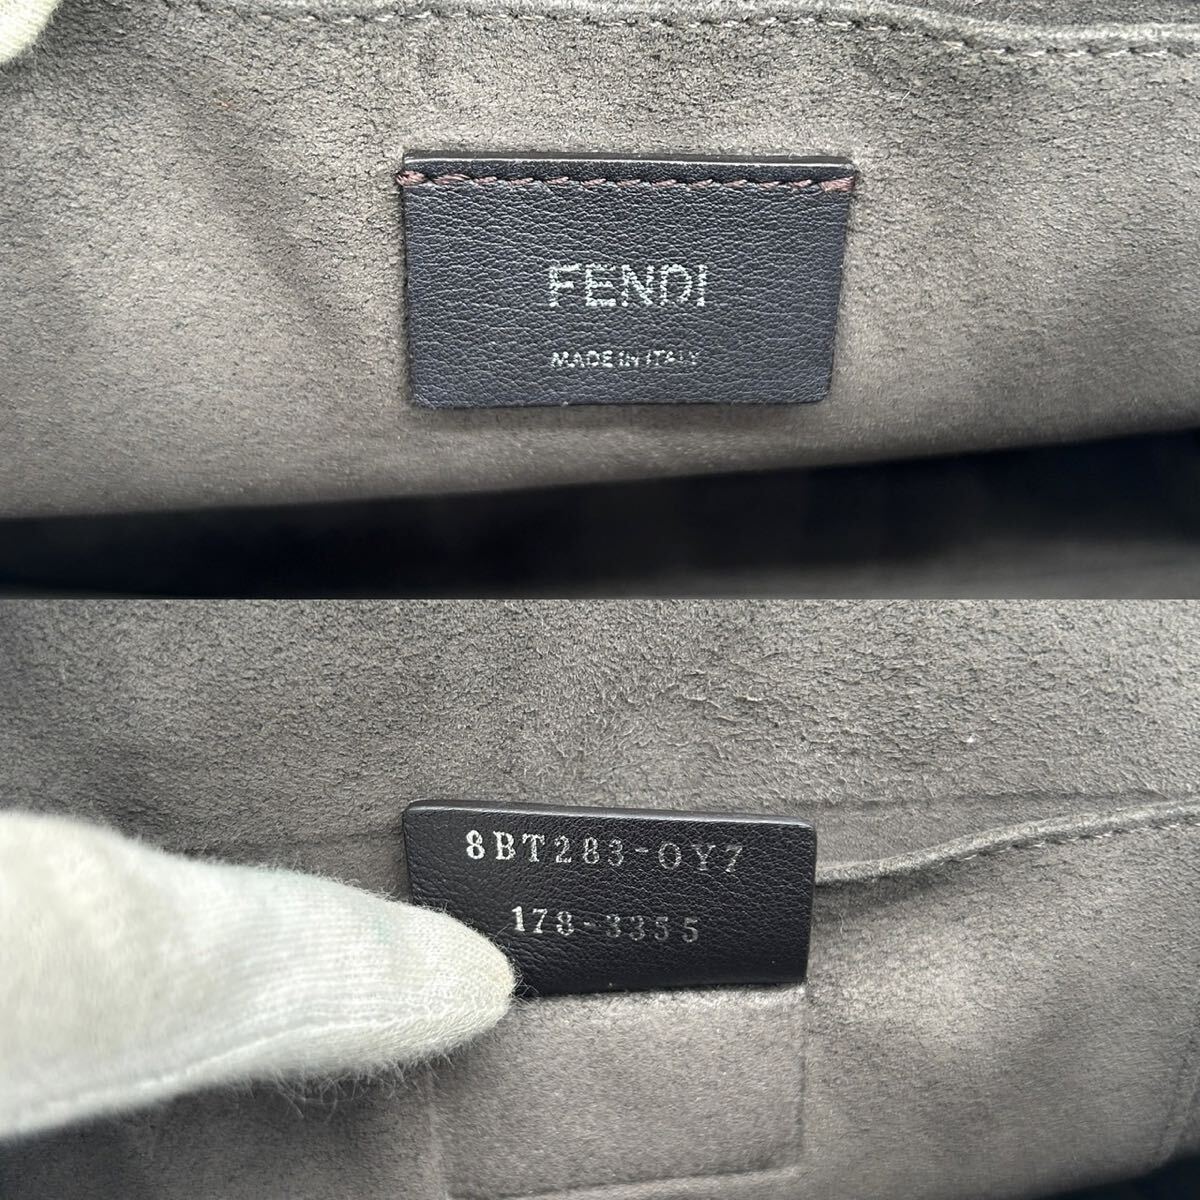 FENDI
MADE IN ITALY
8BT283-OY7
178-3355